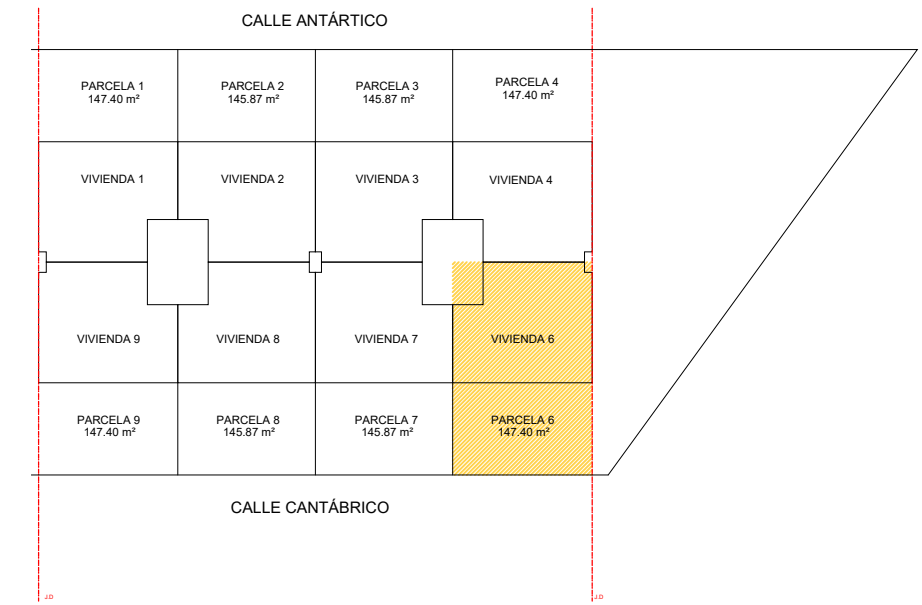 CALLE ANTÁRTICO
PARCELA 1
147.40 m²
PARCELA 2
145.87 m²
PARCELA 3
145.87 m²
PARCELA 4
147.40 m²
VIVIENDA 1
VIVIENDA 2
VIVIENDA 3
VIVIENDA 4
VIVIENDA 9
VIVIENDA 8
VIVIENDA 7
VIVIENDA 6
PARCELA 9
147.40 m²
PARCELA 8
145.87 m²
PARCELA 7
145.87 m²
PARCELA 6
147.40 m²
CALLE CANTÁBRICO
J.D
J.D